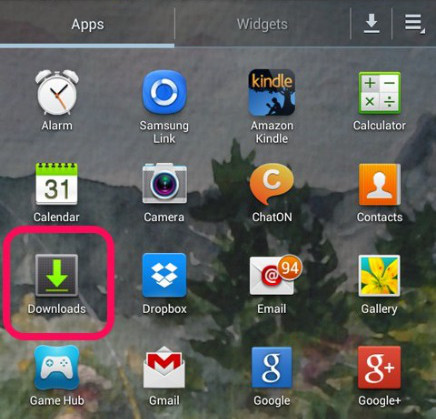 Apps
Widgets
kindle
Alarm
Samsung
Link
Amazon
Kindle
Calculator
31
Calendar
Camera
ChatON
Contacts
94
Downloads
Dropbox
Email
Gallery
Game Hub
Gmail
Google
Google+